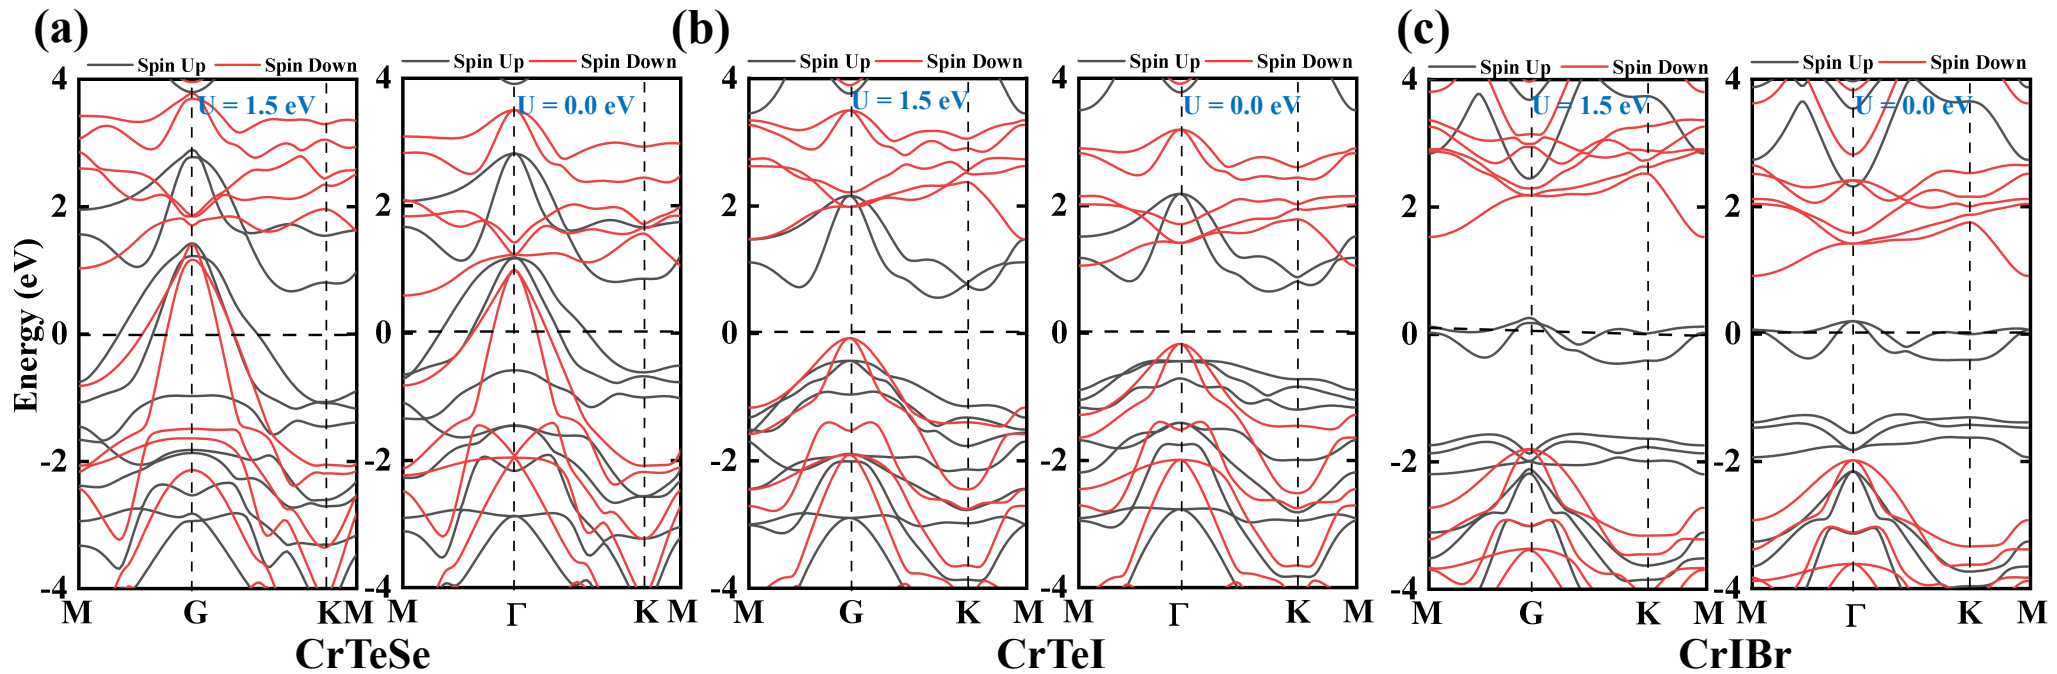 (a) (b) (c)
Spin Up Spin Down Spin Up Spin Down Spin Up Spin Down Spin Up Spin Down Spin Up Spin Down Spin Up Spin Down
4 4 4 4 4 4
U = 1.5 eV U = 0.0 eV U = 1.5 eV U = 0.0 eV U = 1.5 eV U = 0.0 eV
2 2 2 2 2 2
Energy (eV)
0 0 0 0 0 0
-2 -2 -2 -2 -2 -2
-4 -4 -4 -4 -4 -4
M G K M M Γ K M M G K M M Γ K M M G K M M Γ K M
CrTeSe CrTeI CrIBr